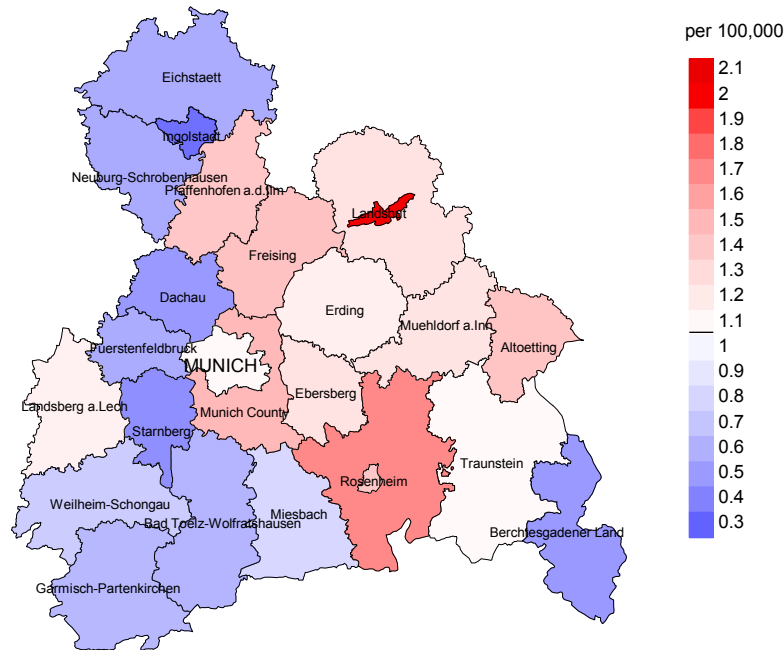 per 100,000
2.1
2
1.9
1.8
1.7
1.6
1.5
1.4
1.3
1.2
1.1
1
0.9
0.8
0.7
0.6
0.5
0.4
0.3
Eichstaett
Ingolstadt
Neuburg-Schrobenhausen
Pfaffenhofen a.d.Ilm
Landshut
Freising
Dachau
Erding
Muehldorf a.Inn
Altoetting
Fuerstenfeldbruck
MUNICH
Ebersberg
Landsberg a.Lech
Munich County
Starnberg
Traunstein
Rosenheim
Weilheim-Schongau
Miesbach
Bad Toelz-Wolfratshausen
Berchtesgadener Land
Garmisch-Partenkirchen